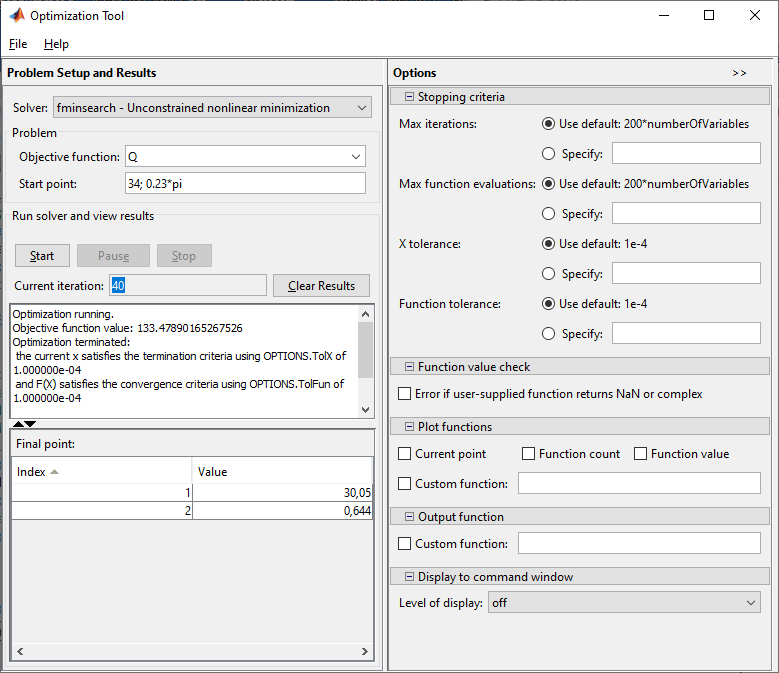 Optimization Tool
File Help
Problem Setup and Results
Solver: fminsearch - Unconstrained nonlinear minimization
Problem
Objective function: Q
Start point: 34; 0.23*pi
Run solver and view results
Start Pause Stop
Current iteration: 40 Clear Results
Optimization running.
Objective function value: 133.47890165267526
Optimization terminated:
the current x satisfies the termination criteria using OPTIONS.TolX of
1.000000e-04
and F(X) satisfies the convergence criteria using OPTIONS.TolFun of
1.000000e-04
Final point:
Index Value
1 30,05
2 0,644
Options >>
Stopping criteria
Max iterations: Use default: 200*numberOfVariables
Specify:
Max function evaluations: Use default: 200*numberOfVariables
Specify:
X tolerance: Use default: 1e-4
Specify:
Function tolerance: Use default: 1e-4
Specify:
Function value check
Error if user-supplied function returns NaN or complex
Plot functions
Current point Function count Function value
Custom function:
Output function
Custom function:
Display to command window
Level of display: off